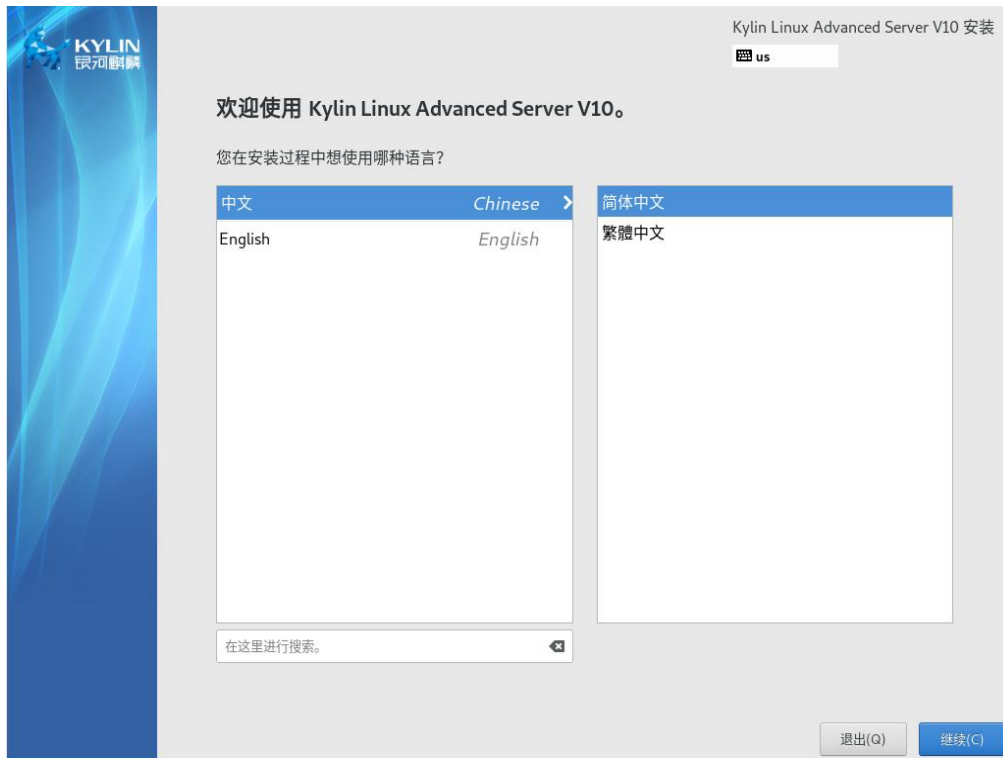 KYLIN
银河麒麟
Kylin Linux Advanced Server V10 安装
us
欢迎使用 Kylin Linux Advanced Server V10。
您在安装过程中想使用哪种语言？
中文 Chinese
English English
简体中文
繁體中文
在这里进行搜索。
退出(Q)
继续(C)